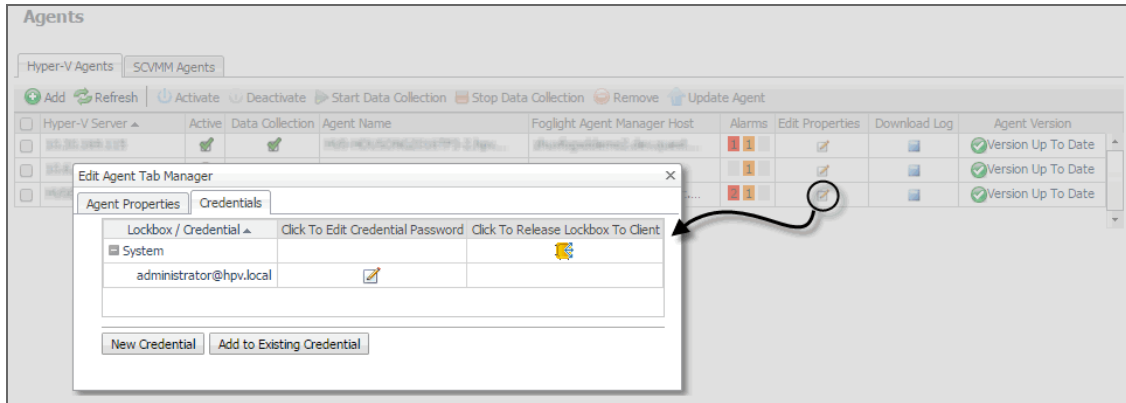 Agents
Hyper-V Agents SCVMM Agents
Add Refresh Activate Deactivate Start Data Collection Stop Data Collection Remove Update Agent
Hyper-V Server Active Data Collection Agent Name Foglight Agent Manager Host Alarms Edit Properties Download Log Agent Version
1 1 Version Up To Date
1 Version Up To Date
2 1 Version Up To Date
Edit Agent Tab Manager
Agent Properties Credentials
Lockbox / Credential Click To Edit Credential Password Click To Release Lockbox To Client
System
administrator@hpv.local
New Credential Add to Existing Credential